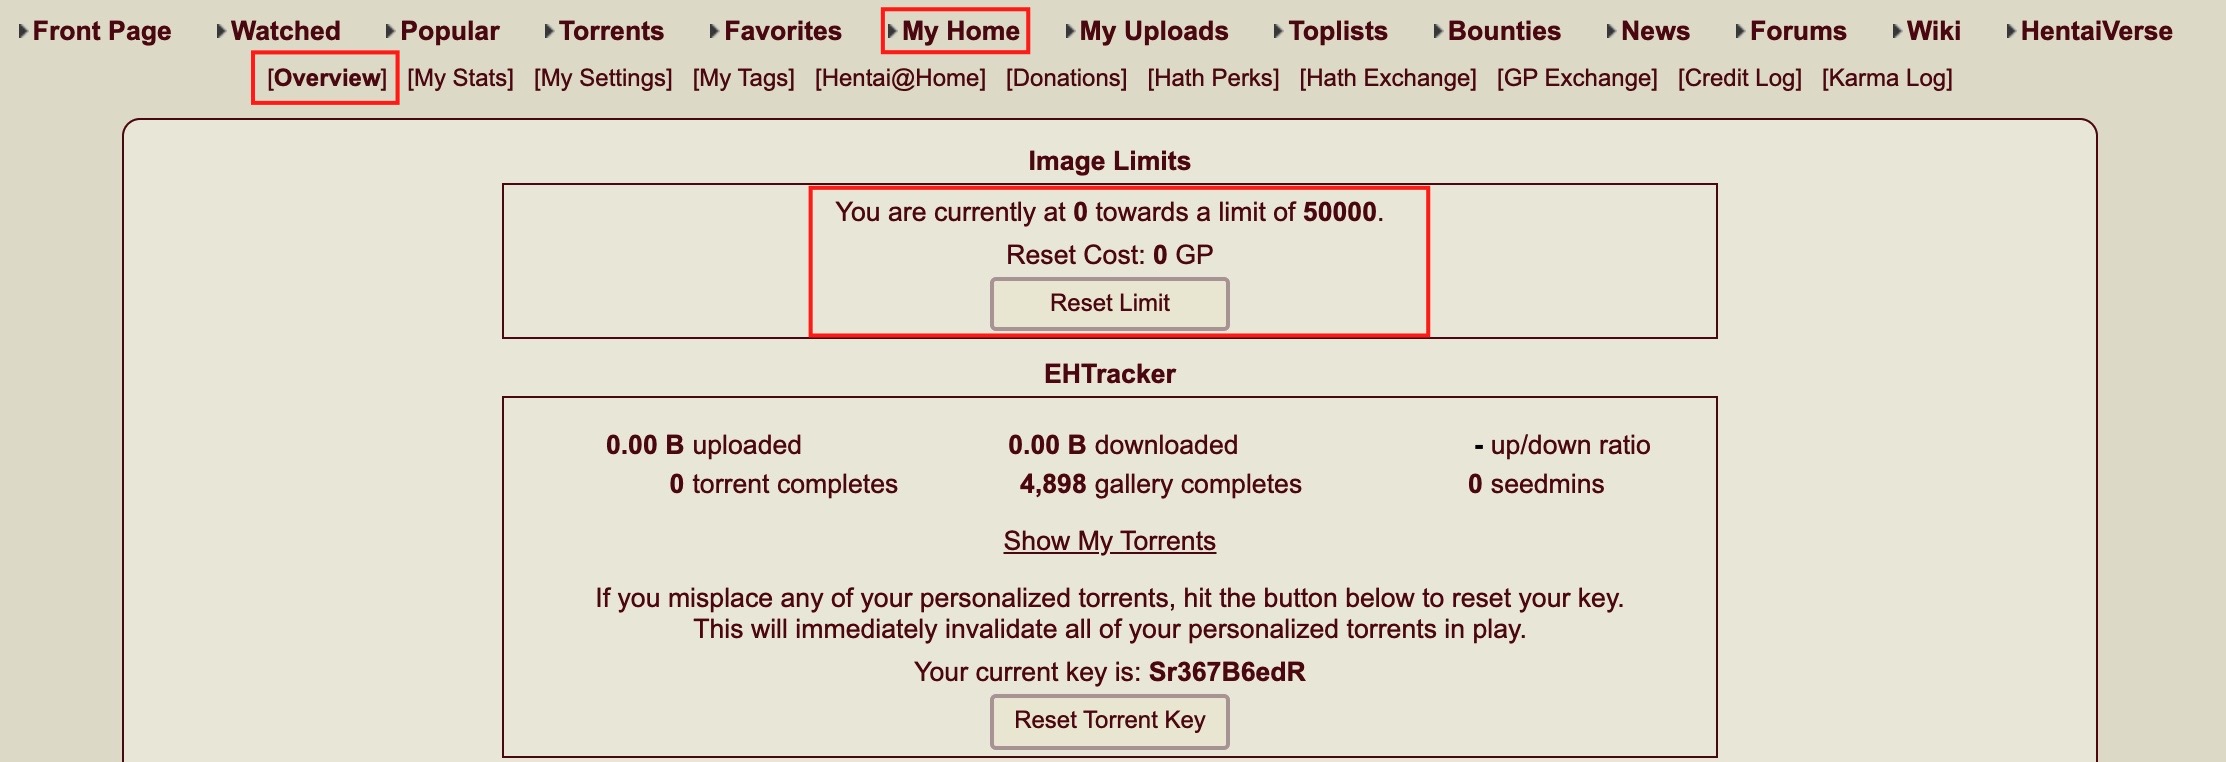 Front Page Watched Popular Torrents Favorites My Home My Uploads Toplists Bounties News Forums Wiki HentaiVerse
[Overview] [My Stats] [My Settings] [My Tags] [Hentai@Home] [Donations] [Hath Perks] [Hath Exchange] [GP Exchange] [Credit Log] [Karma Log]
Image Limits
You are currently at 0 towards a limit of 50000.
Reset Cost: 0 GP
Reset Limit
EHTracker
0.00 B uploaded 0.00 B downloaded - up/down ratio
0 torrent completes 4,898 gallery completes 0 seedmins
Show My Torrents
If you misplace any of your personalized torrents, hit the button below to reset your key.
This will immediately invalidate all of your personalized torrents in play.
Your current key is: Sr367B6edR
Reset Torrent Key